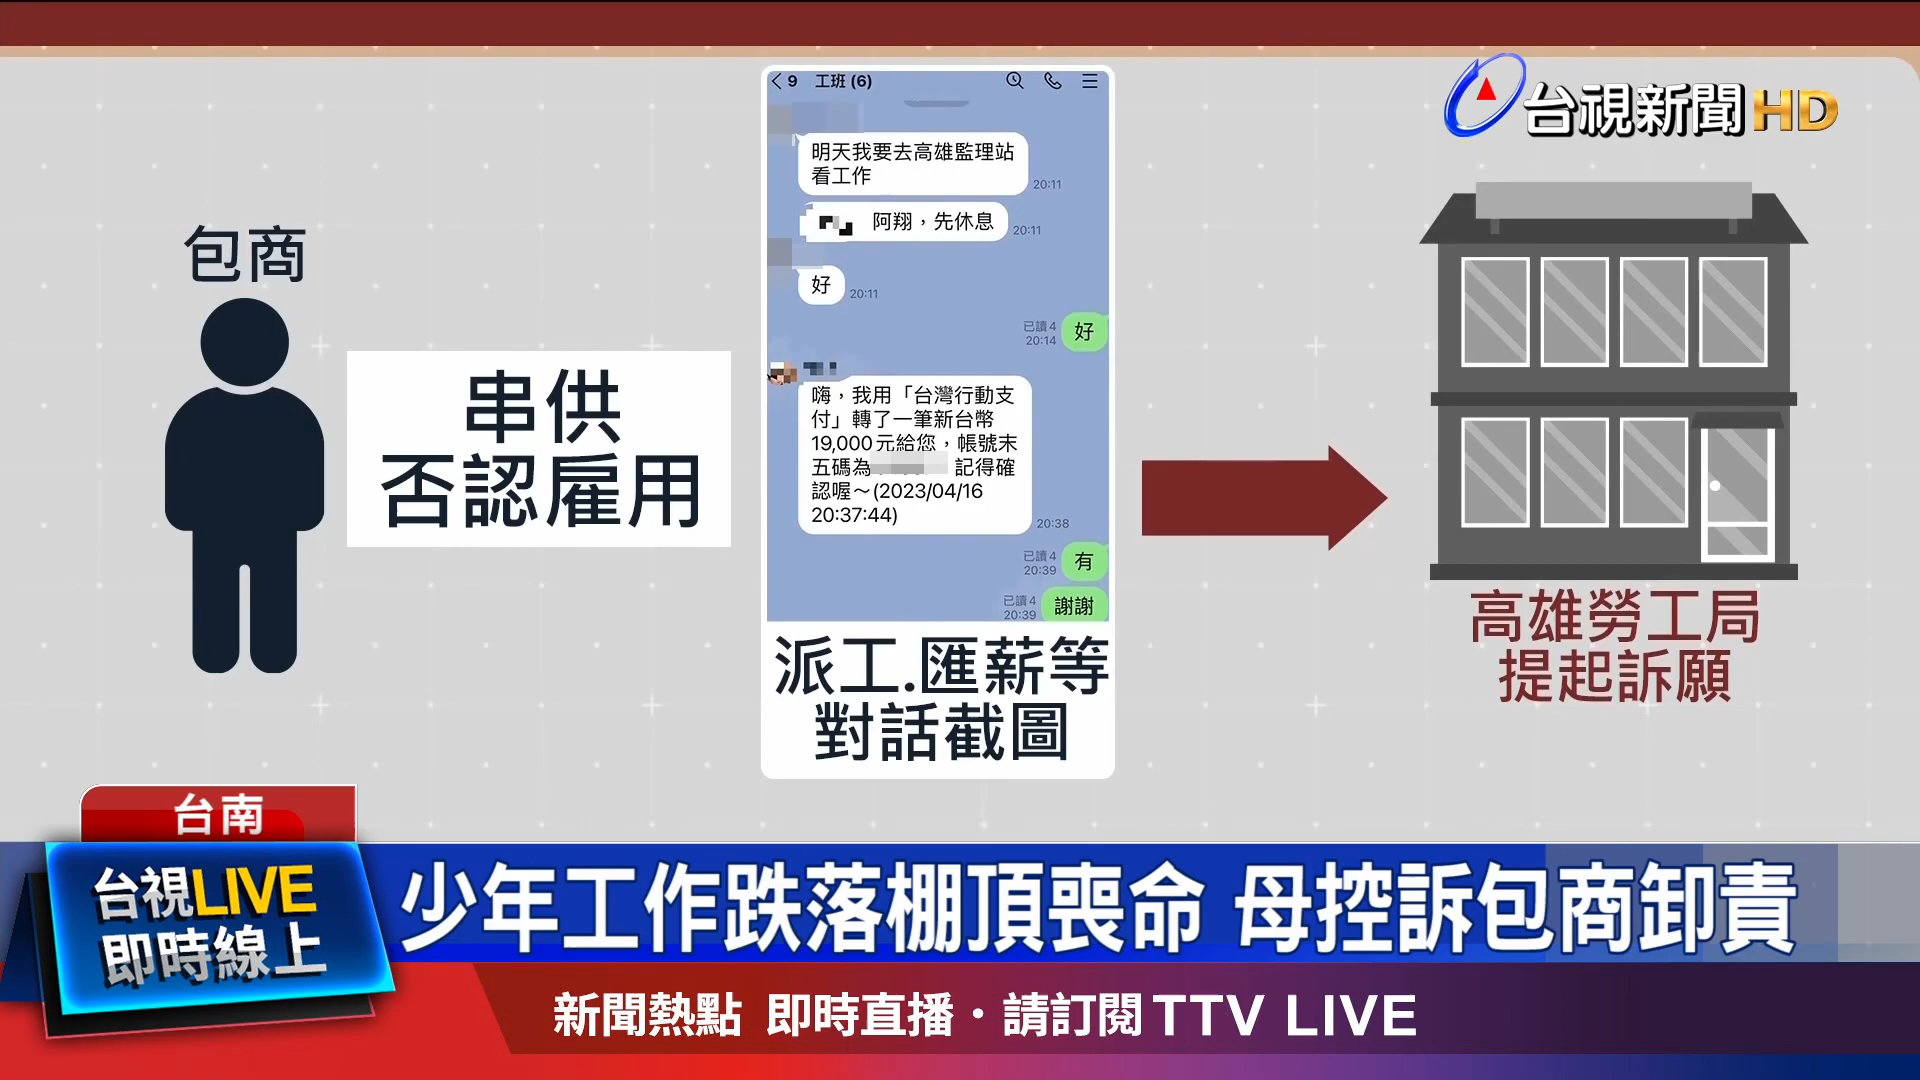 台視新聞HD
包商
串供
否認雇用
9 工班 (6)
明天我要去高雄監理站
看工作
20:11
阿翔，先休息
20:11
好
20:11
已讀 4
20:14
好
嗨，我用「台灣行動支
付」轉了一筆新台幣
19,000元給您，帳號末
五碼為 記得確
認喔～(2023/04/16
20:37:44)
20:38
已讀 4
20:39
有
已讀 4
20:39
謝謝
派工.匯薪等
對話截圖
高雄勞工局
提起訴願
台南
台視LIVE
即時線上
少年工作跌落棚頂喪命 母控訴包商卸責
新聞熱點 即時直播・請訂閱TTV LIVE